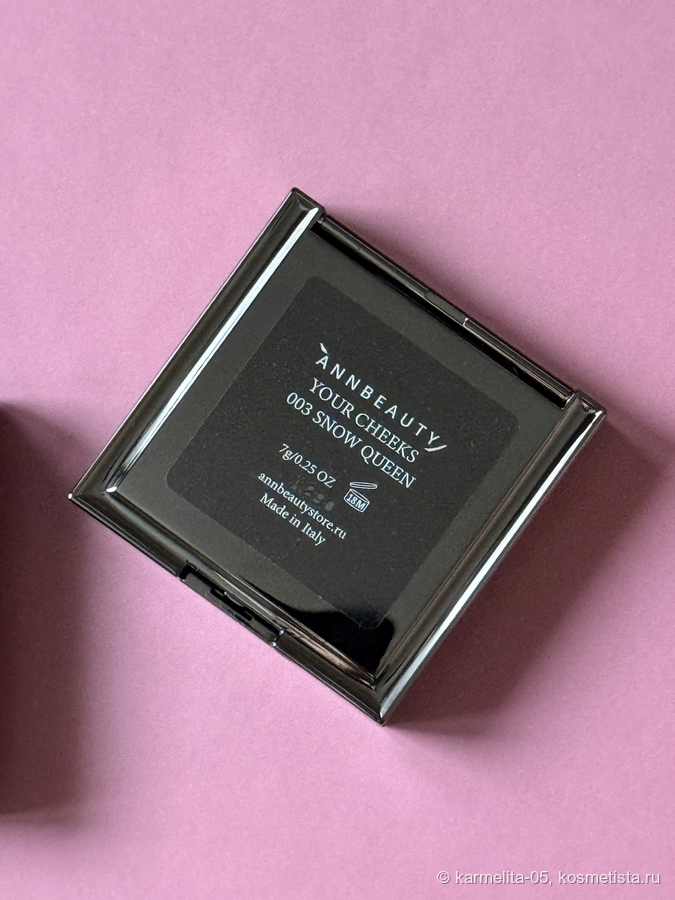 ANNBEAUTY
YOUR CHEEKS
003 SNOW QUEEN
7g/0.25 OZ
18M
annbeautystore.ru
Made in Italy
© karmelita-05, kosmetista.ru